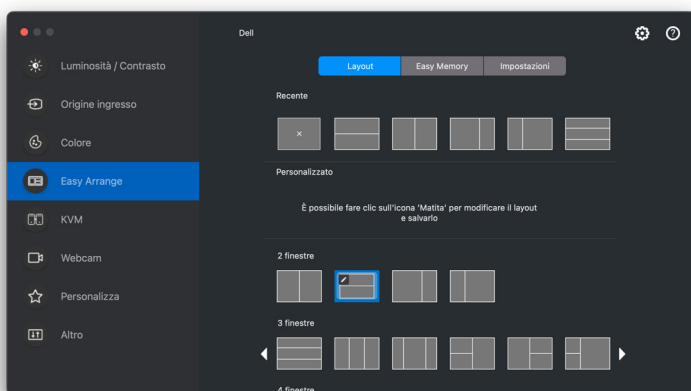 Dell
Luminosità / Contrasto
Origine ingresso
Colore
Easy Arrange
KVM
Webcam
Personalizza
Altro
Layout
Easy Memory
Impostazioni
Recente
Personalizzato
È possibile fare clic sull'icona 'Matita' per modificare il layout
e salvarlo
2 finestre
3 finestre
4 finestre